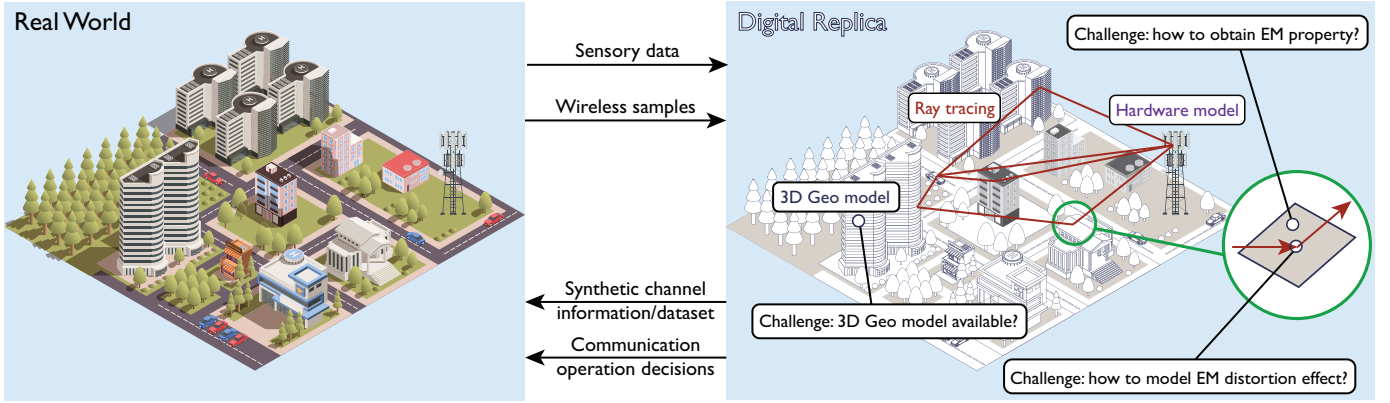 Real World
Sensory data
Wireless samples
Synthetic channel
information/dataset
Communication
operation decisions
Digital Replica
Challenge: how to obtain EM property?
Ray tracing
Hardware model
3D Geo model
Challenge: 3D Geo model available?
Challenge: how to model EM distortion effect?